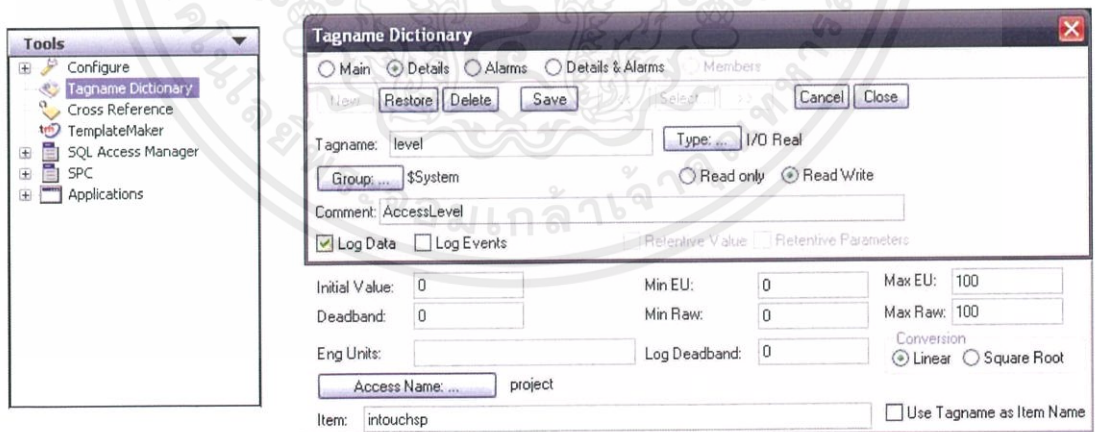 Tools
Configure
Tagname Dictionary
Cross Reference
TemplateMaker
SQL Access Manager
SPC
Applications
Tagname Dictionary
Main Details Alarms Details & Alarms Members
New Restore Delete Save << Select >> Cancel Close
Tagname: level Type: ... I/O Real
Group: ... $System Read only Read Write
Comment: AccessLevel
Log Data Log Events Retentive Value Retentive Parameters
Initial Value: 0 Min EU: 0 Max EU: 100
Deadband: 0 Min Raw: 0 Max Raw: 100
Eng Units: Log Deadband: 0 Conversion
Linear Square Root
Access Name: ... project
Item: intouchsp Use Tagname as Item Name